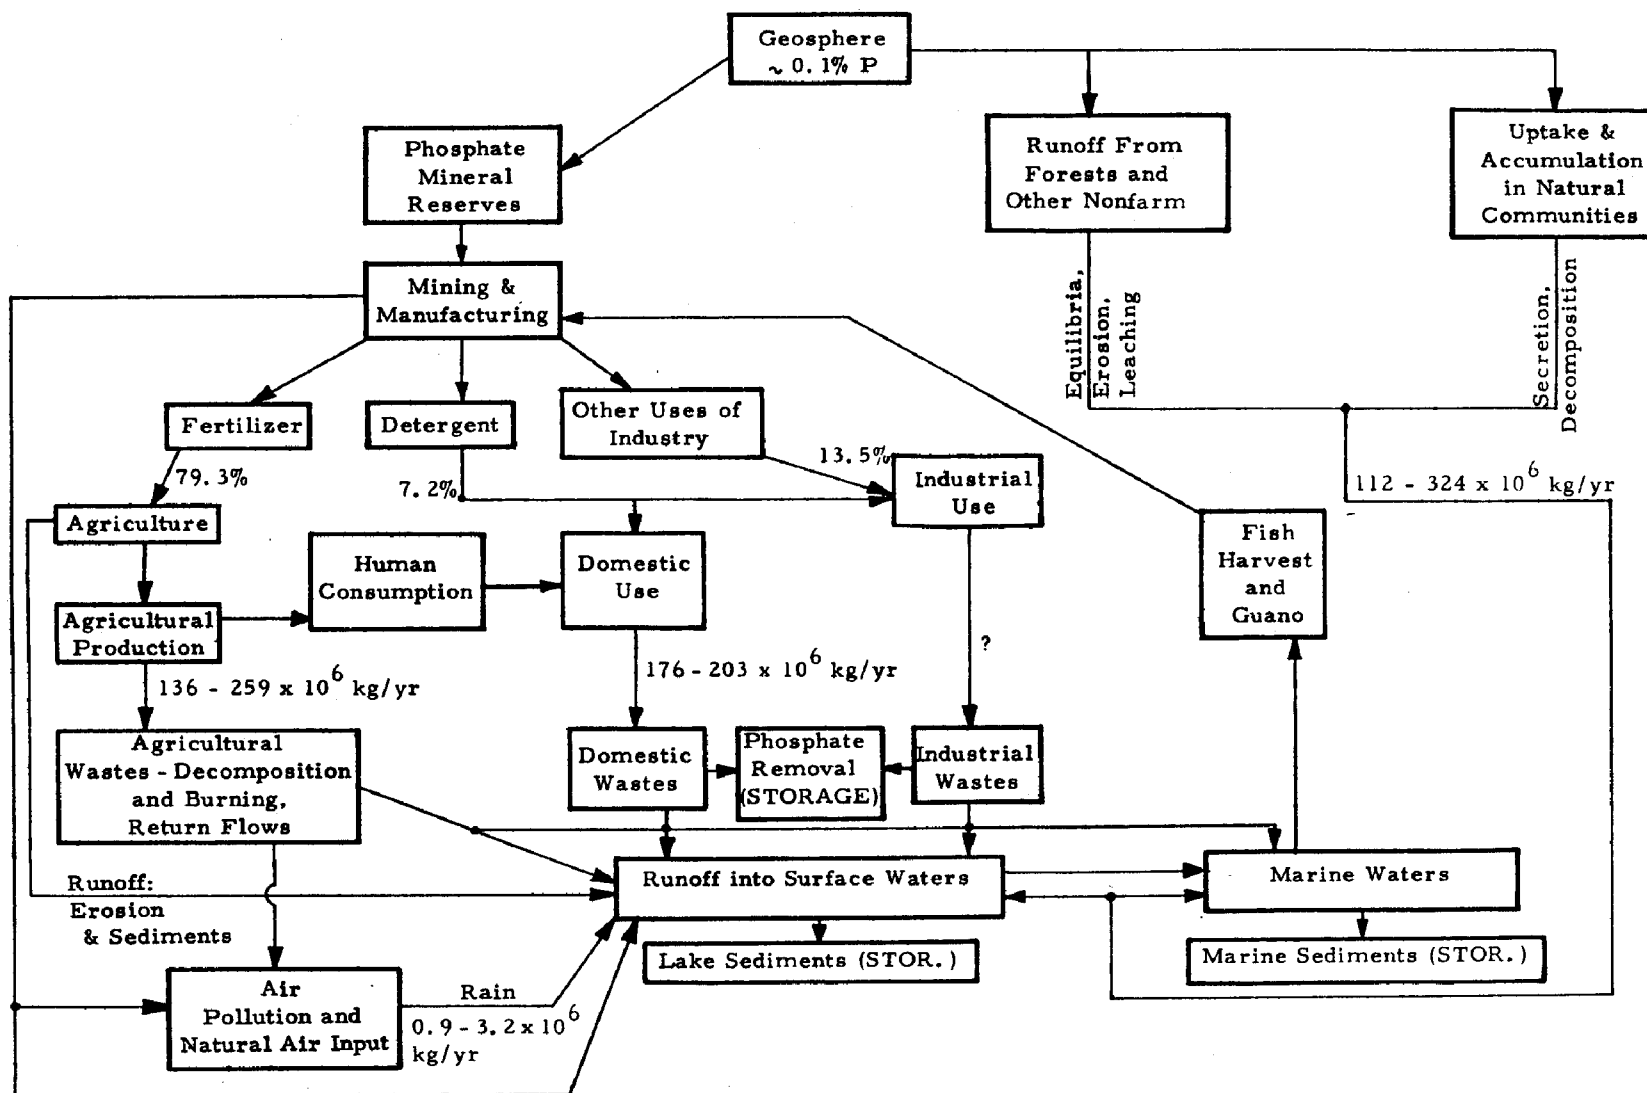 Geosphere
~ 0.1% P
Phosphate
Mineral
Reserves
Runoff From
Forests and
Other Nonfarm
Uptake &
Accumulation
in Natural
Communities
Mining &
Manufacturing
Equilibria,
Erosion,
Leaching
Secretion,
Decomposition
Fertilizer
Detergent
Other Uses of
Industry
79.3%
7.2%
13.5%
Industrial
Use
112 - 324 x 10^6 kg/yr
Agriculture
Human
Consumption
Domestic
Use
Fish
Harvest
and
Guano
Agricultural
Production
136 - 259 x 10^6 kg/yr
176 - 203 x 10^6 kg/yr
?
Agricultural
Wastes - Decomposition
and Burning,
Return Flows
Domestic
Wastes
Phosphate
Removal
(STORAGE)
Industrial
Wastes
Runoff:
Erosion
& Sediments
Runoff into Surface Waters
Marine Waters
Lake Sediments (STOR.)
Marine Sediments (STOR.)
Air
Pollution and
Natural Air Input
Rain
0.9 - 3.2 x 10^6
kg/yr